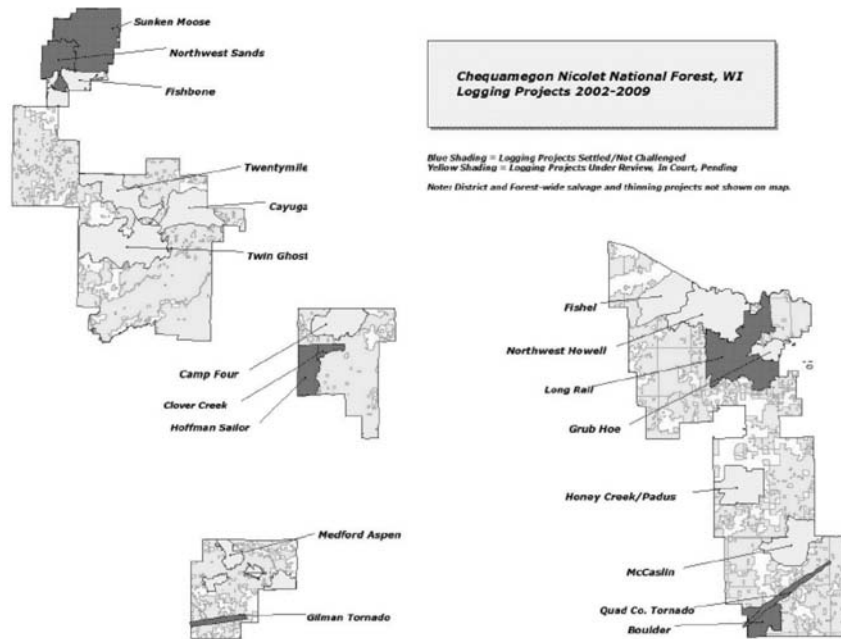 Sunken Moose
Northwest Sands
Fishbone
Chequamegon Nicolet National Forest, WI
Logging Projects 2002-2009
Blue Shading = Logging Projects Settled/Not Challenged
Yellow Shading = Logging Projects Under Review, In Court, Pending
Note: District and Forest-wide salvage and thinning projects not shown on map.
Twentymile
Cayuga
Twin Ghost
Camp Four
Clover Creek
Hoffman Sailor
Fishel
Northwest Howell
Long Rail
Grub Hoe
Honey Creek/Padus
McCaslin
Quad Co. Tornado
Boulder
Medford Aspen
Gilman Tornado